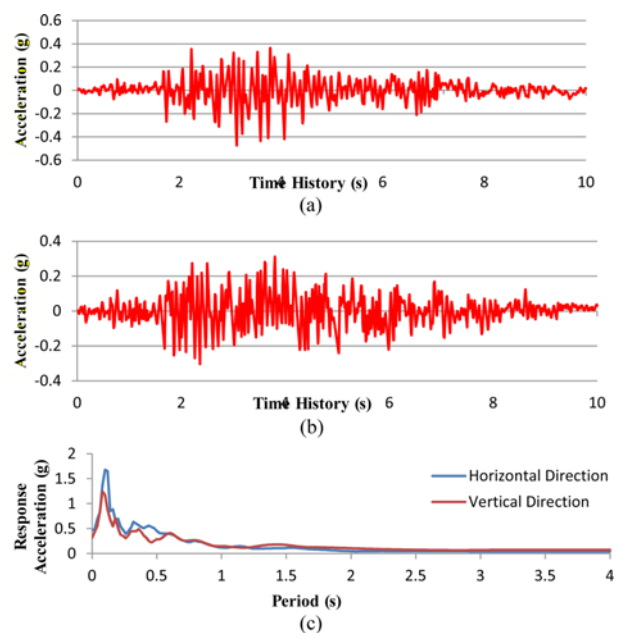 0.6
0.4
0.2
0
-0.2
-0.4
-0.6
Acceleration (g)
0 2 4 6 8 10
Time History (s)
(a)
0.4
0.2
0
-0.2
-0.4
Acceleration (g)
0 2 4 6 8 10
Time History (s)
(b)
2
1.5
1
0.5
0
Response
Acceleration (g)
Horizontal Direction
Vertical Direction
0 0.5 1 1.5 2 2.5 3 3.5 4
Period (s)
(c)